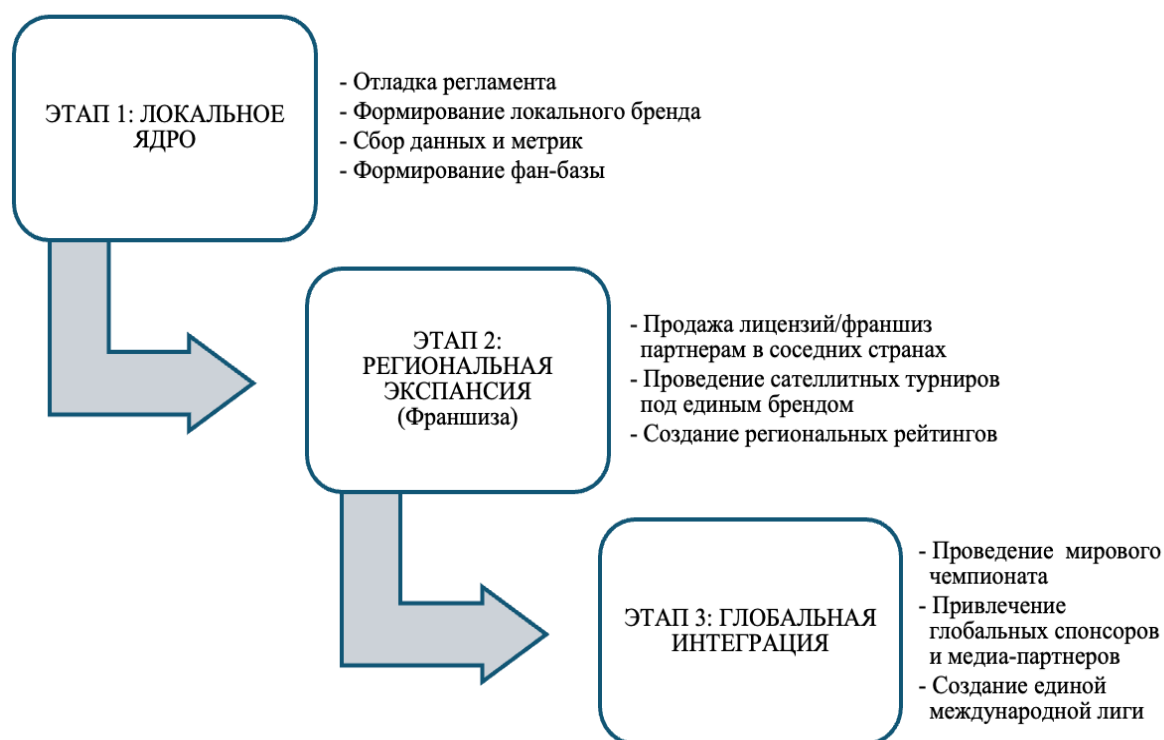 ЭТАП 1: ЛОКАЛЬНОЕ
ЯДРО
- Отладка регламента
- Формирование локального бренда
- Сбор данных и метрик
- Формирование фан-базы
ЭТАП 2:
РЕГИОНАЛЬНАЯ
ЭКСПАНСИЯ
(Франшиза)
- Продажа лицензий/франшиз
партнерам в соседних странах
- Проведение сателлитных турниров
под единым брендом
- Создание региональных рейтингов
ЭТАП 3: ГЛОБАЛЬНАЯ
ИНТЕГРАЦИЯ
- Проведение мирового
чемпионата
- Привлечение
глобальных спонсоров
и медиа-партнеров
- Создание единой
международной лиги